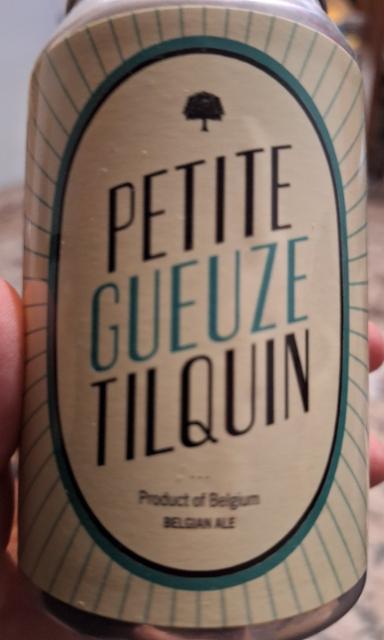 PETITE
GUEUZE
TILQUIN
Product of Belgium
BELGIAN ALE